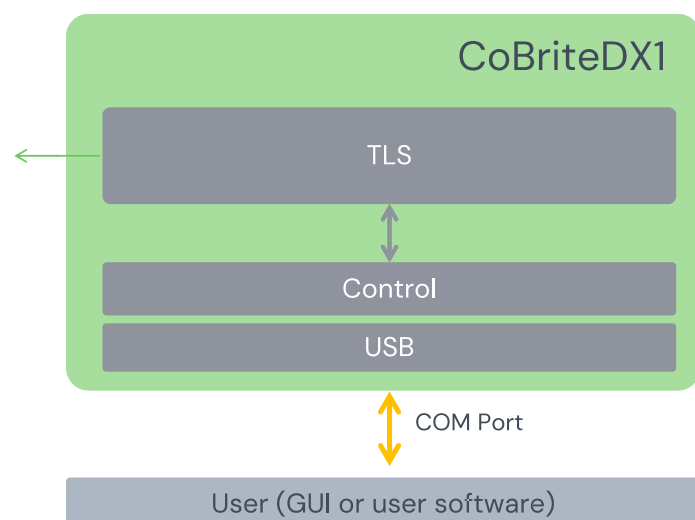 CoBriteDX1
TLS
Control
USB
COM Port
User (GUI or user software)